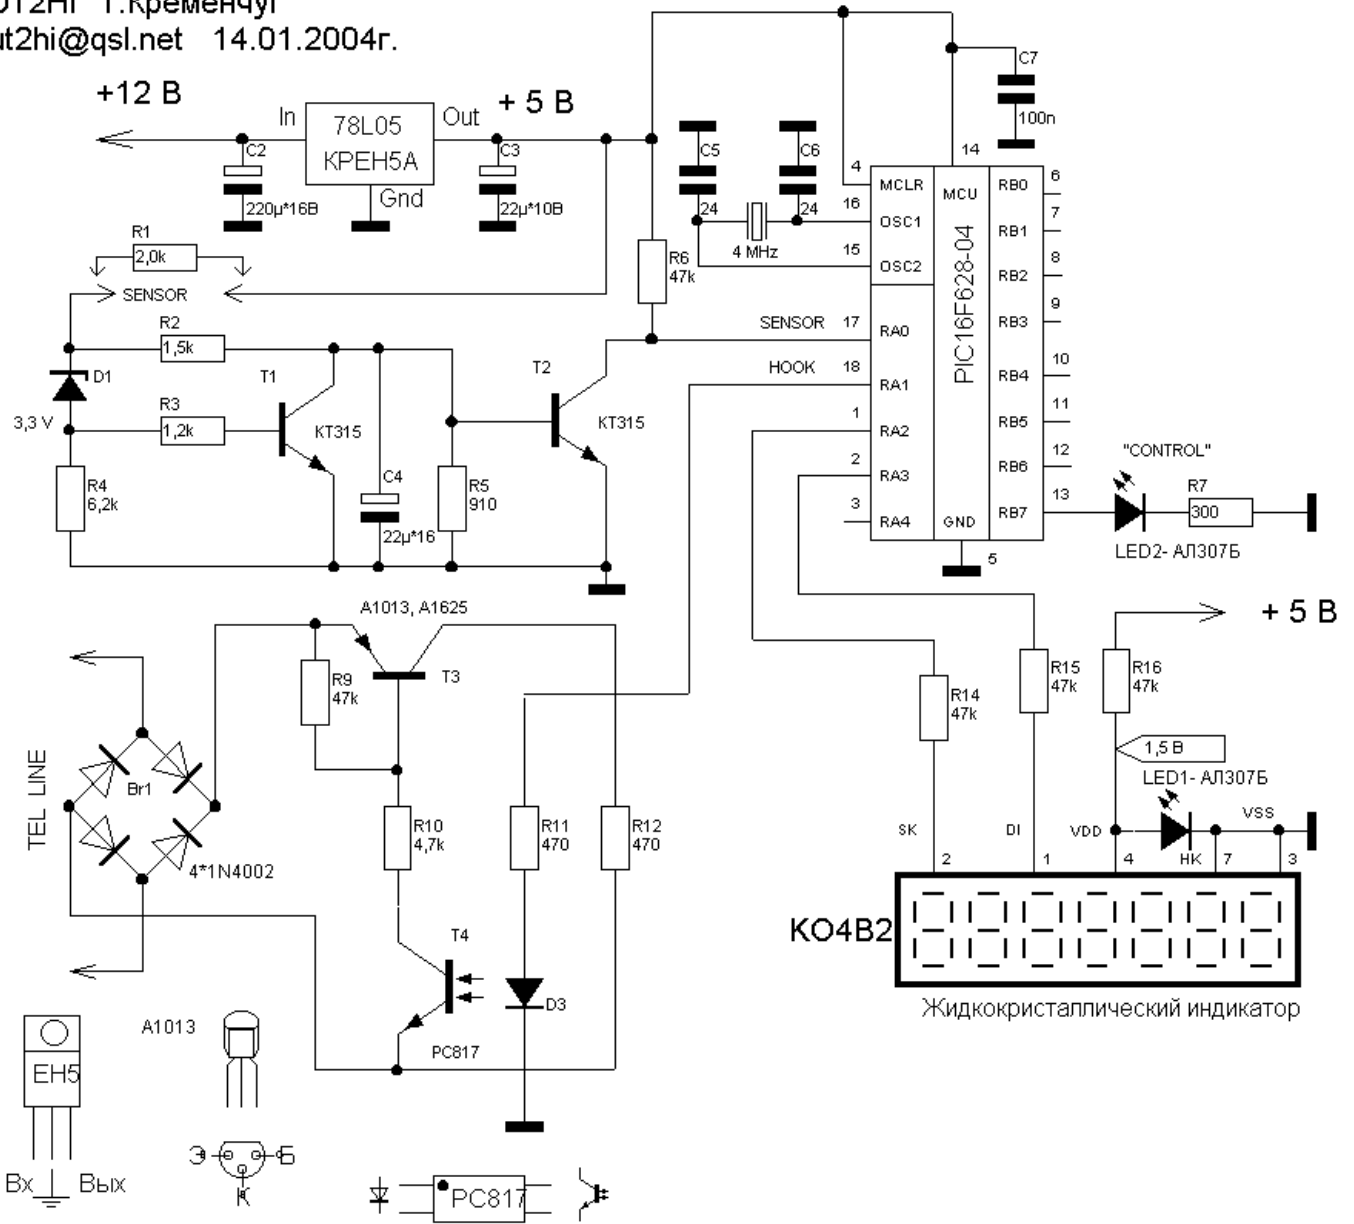 г.Кременчуг
ut2hi@qsl.net 14.01.2004г.
+12 В
In
78L05
КРЕН5А
Out
+ 5 В
Gnd
C2
220µ*16В
C3
22µ*10В
C5
24
C6
24
4 MHz
C7
100n
14
4
16
15
MCLR
OSC1
OSC2
MCU
PIC16F628-04
RB0
RB1
RB2
RB3
RB4
RB5
RB6
RB7
6
7
8
9
10
11
12
13
R1
2,0k
SENSOR
R2
1,5k
R3
1,2k
D1
3,3 V
R4
6,2k
T1
КТ315
C4
22µ*16
R5
910
T2
КТ315
R6
47k
SENSOR
17
RA0
HOOK
18
RA1
1
RA2
2
RA3
3
RA4
GND
5
"CONTROL"
R7
300
LED2- АЛ307Б
A1013, A1625
T3
R9
47k
TEL LINE
Br1
4*1N4002
R10
4,7k
R11
470
R12
470
T4
D3
PC817
R14
47k
R15
47k
R16
47k
+ 5 В
1,5 В
LED1- АЛ307Б
SK
DI
VDD
VSS
2
1
4
HK
7
3
KO4B2
Жидкокристаллический индикатор
A1013
EH5
Вх
Вых
Э
Б
К
PC817